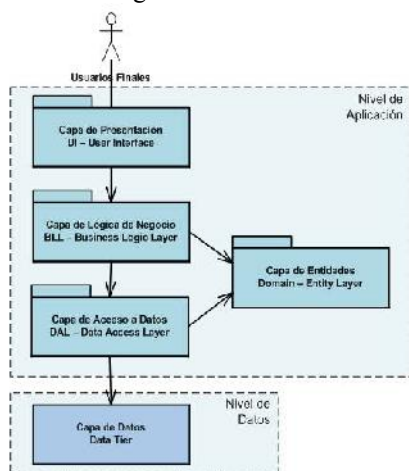 Usuarios Finales
Nivel de
Aplicación
Capa de Presentación
UI – User Interface
Capa de Lógica de Negocio
BLL – Business Logic Layer
Capa de Entidades
Domain – Entity Layer
Capa de Acceso a Datos
DAL – Data Access Layer
Nivel de
Datos
Capa de Datos
Data Tier